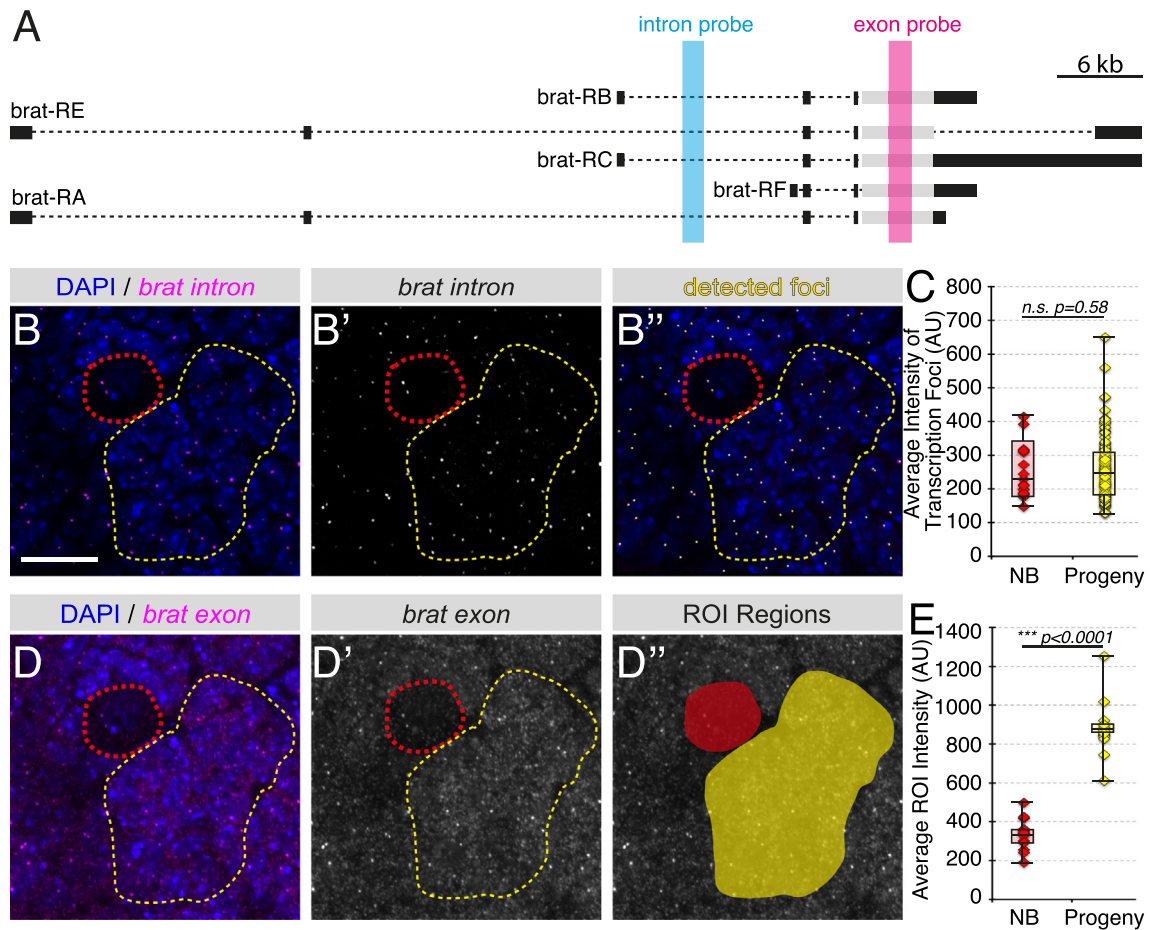 A
intron probe
exon probe
6 kb
brat-RB
brat-RE
brat-RC
brat-RF
brat-RA
DAPI / brat intron
brat intron
detected foci
B
B’
B’’
C
Average Intensity of
Transcription Foci (AU)
800
700
600
500
400
300
200
100
0
n.s. p=0.58
NB
Progeny
DAPI / brat exon
brat exon
ROI Regions
D
D’
D’’
E
Average ROI Intensity (AU)
1400
1200
1000
800
600
400
200
0
*** p<0.0001
NB
Progeny